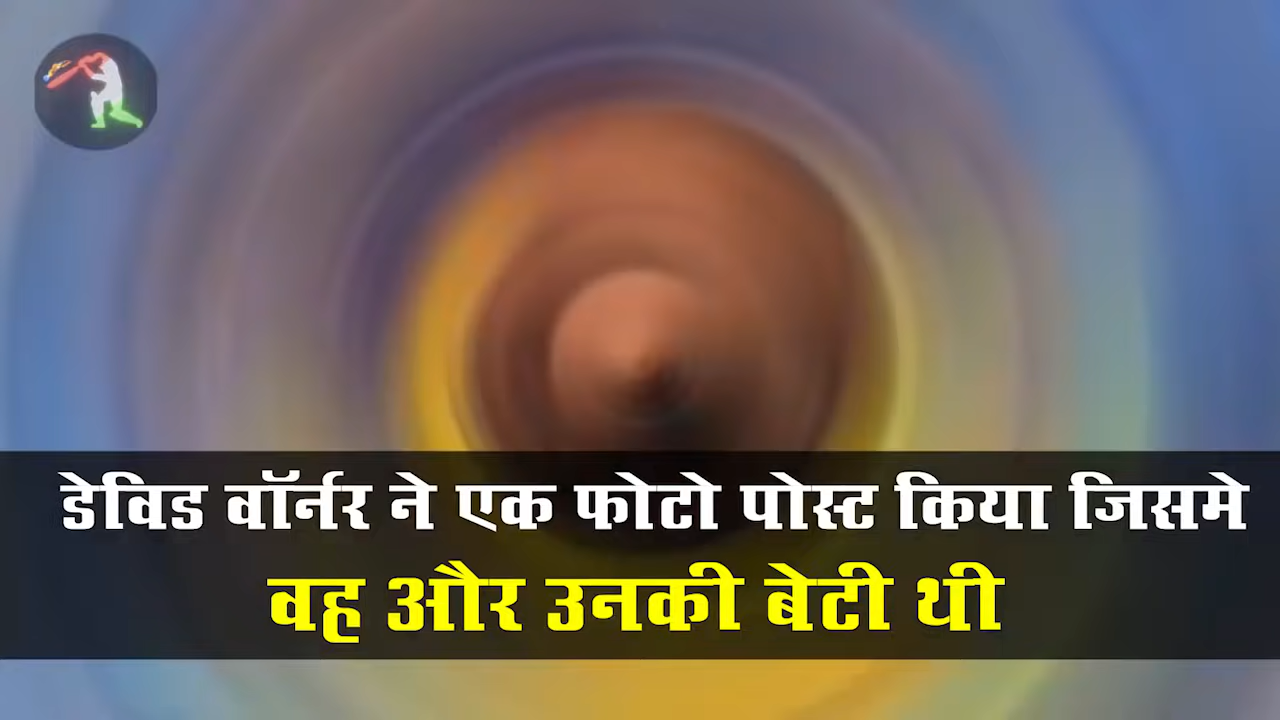 डेविड वॉर्नर ने एक फोटो पोस्ट किया जिसमे
वह और उनकी बेटी थी